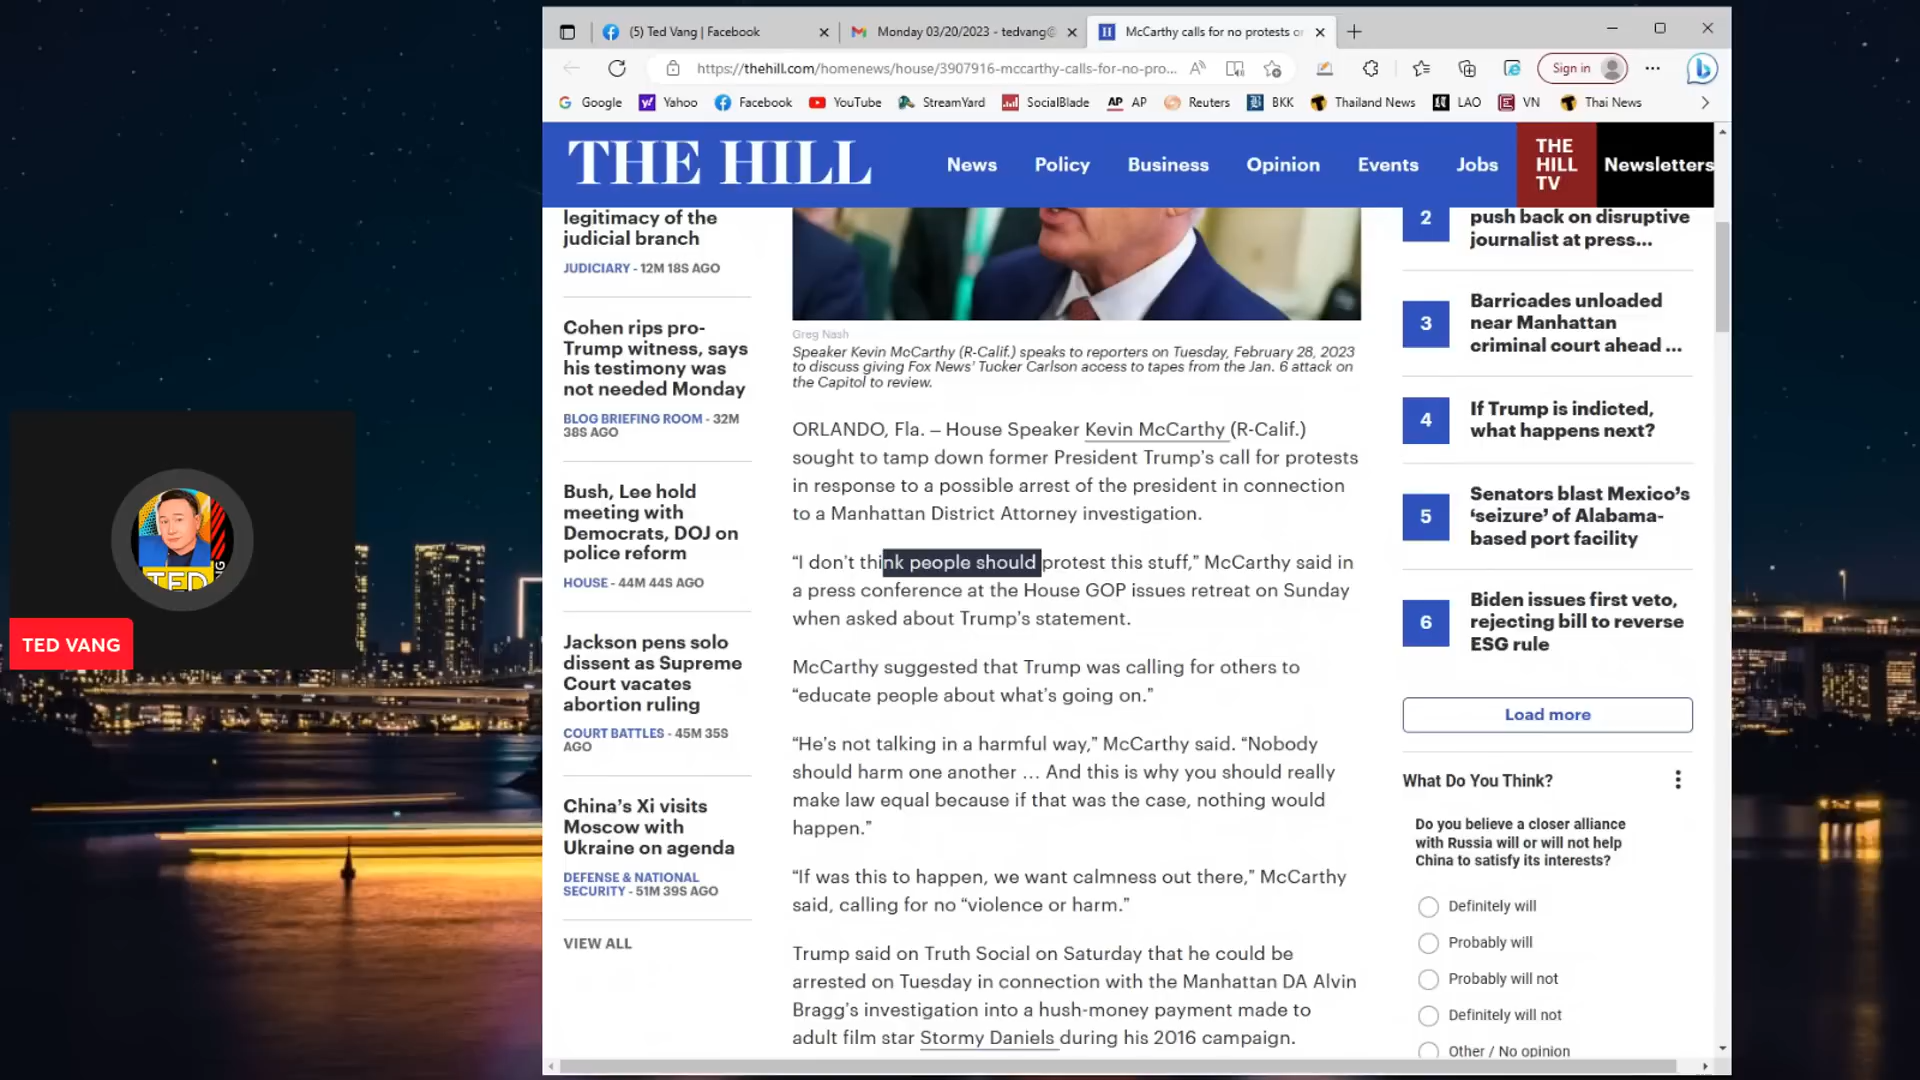 (5) Ted Vang | Facebook
Monday 03/20/2023 - tedvang@
McCarthy calls for no protests or
https://thehill.com/homenews/house/3907916-mccarthy-calls-for-no-pro...
Sign in
Google
Yahoo
Facebook
YouTube
StreamYard
SocialBlade
AP AP
Reuters
BKK
Thailand News
LAO
VN
Thai News
THE HILL
News
Policy
Business
Opinion
Events
Jobs
THE
HILL
TV
Newsletters
legitimacy of the
judicial branch
JUDICIARY - 12M 18S AGO
Cohen rips pro-
Trump witness, says
his testimony was
not needed Monday
BLOG BRIEFING ROOM - 32M
38S AGO
Bush, Lee hold
meeting with
Democrats, DOJ on
police reform
HOUSE - 44M 44S AGO
Jackson pens solo
dissent as Supreme
Court vacates
abortion ruling
COURT BATTLES - 45M 35S
AGO
China’s Xi visits
Moscow with
Ukraine on agenda
DEFENSE & NATIONAL
SECURITY - 51M 39S AGO
VIEW ALL
Greg Nash
Speaker Kevin McCarthy (R-Calif.) speaks to reporters on Tuesday, February 28, 2023
to discuss giving Fox News’ Tucker Carlson access to tapes from the Jan. 6 attack on
the Capitol to review.
ORLANDO, Fla. – House Speaker Kevin McCarthy (R-Calif.)
sought to tamp down former President Trump’s call for protests
in response to a possible arrest of the president in connection
to a Manhattan District Attorney investigation.
“I don’t think people should protest this stuff,” McCarthy said in
a press conference at the House GOP issues retreat on Sunday
when asked about Trump’s statement.
McCarthy suggested that Trump was calling for others to
“educate people about what’s going on.”
“He’s not talking in a harmful way,” McCarthy said. “Nobody
should harm one another … And this is why you should really
make law equal because if that was the case, nothing would
happen.”
“If was this to happen, we want calmness out there,” McCarthy
said, calling for no “violence or harm.”
Trump said on Truth Social on Saturday that he could be
arrested on Tuesday in connection with the Manhattan DA Alvin
Bragg’s investigation into a hush-money payment made to
adult film star Stormy Daniels during his 2016 campaign.
2
push back on disruptive
journalist at press...
3
Barricades unloaded
near Manhattan
criminal court ahead ...
4
If Trump is indicted,
what happens next?
5
Senators blast Mexico’s
‘seizure’ of Alabama-
based port facility
6
Biden issues first veto,
rejecting bill to reverse
ESG rule
Load more
What Do You Think?
Do you believe a closer alliance
with Russia will or will not help
China to satisfy its interests?
Definitely will
Probably will
Probably will not
Definitely will not
Other / No opinion
TED
TED VANG